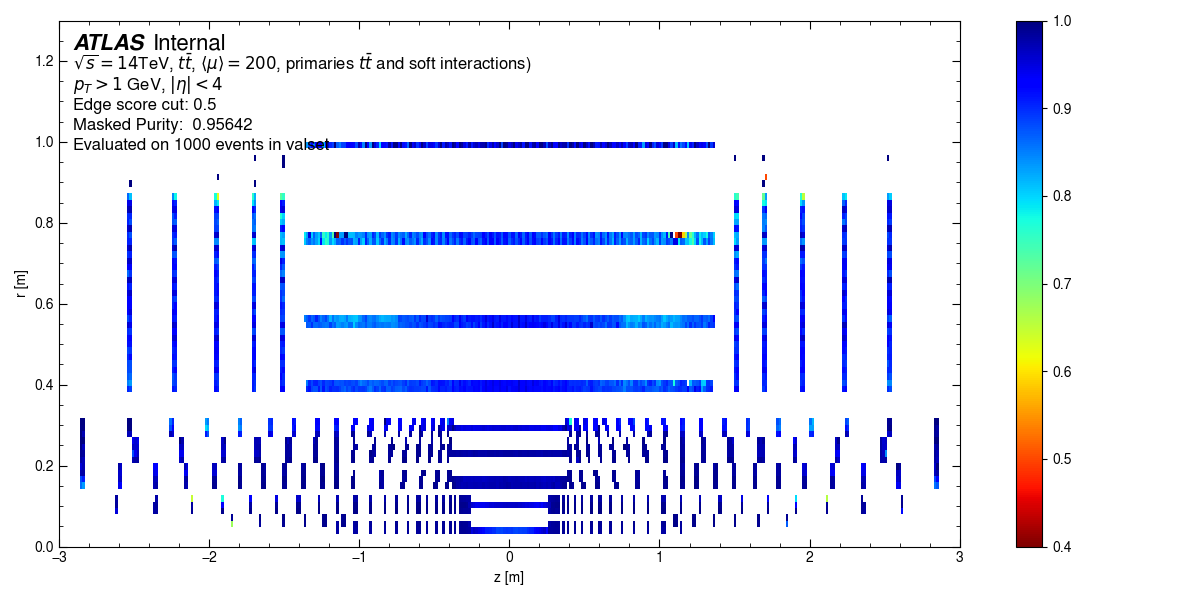 ATLAS Internal
√s = 14TeV, tt̄, ⟨μ⟩ = 200, primaries tt̄ and soft interactions)
p_T > 1 GeV, |η| < 4
Edge score cut: 0.5
Masked Purity:  0.95642
Evaluated on 1000 events in valset
r [m]
1.2
1.0
0.8
0.6
0.4
0.2
0.0
−3 −2 −1 0 1 2 3
z [m]
1.0
0.9
0.8
0.7
0.6
0.5
0.4